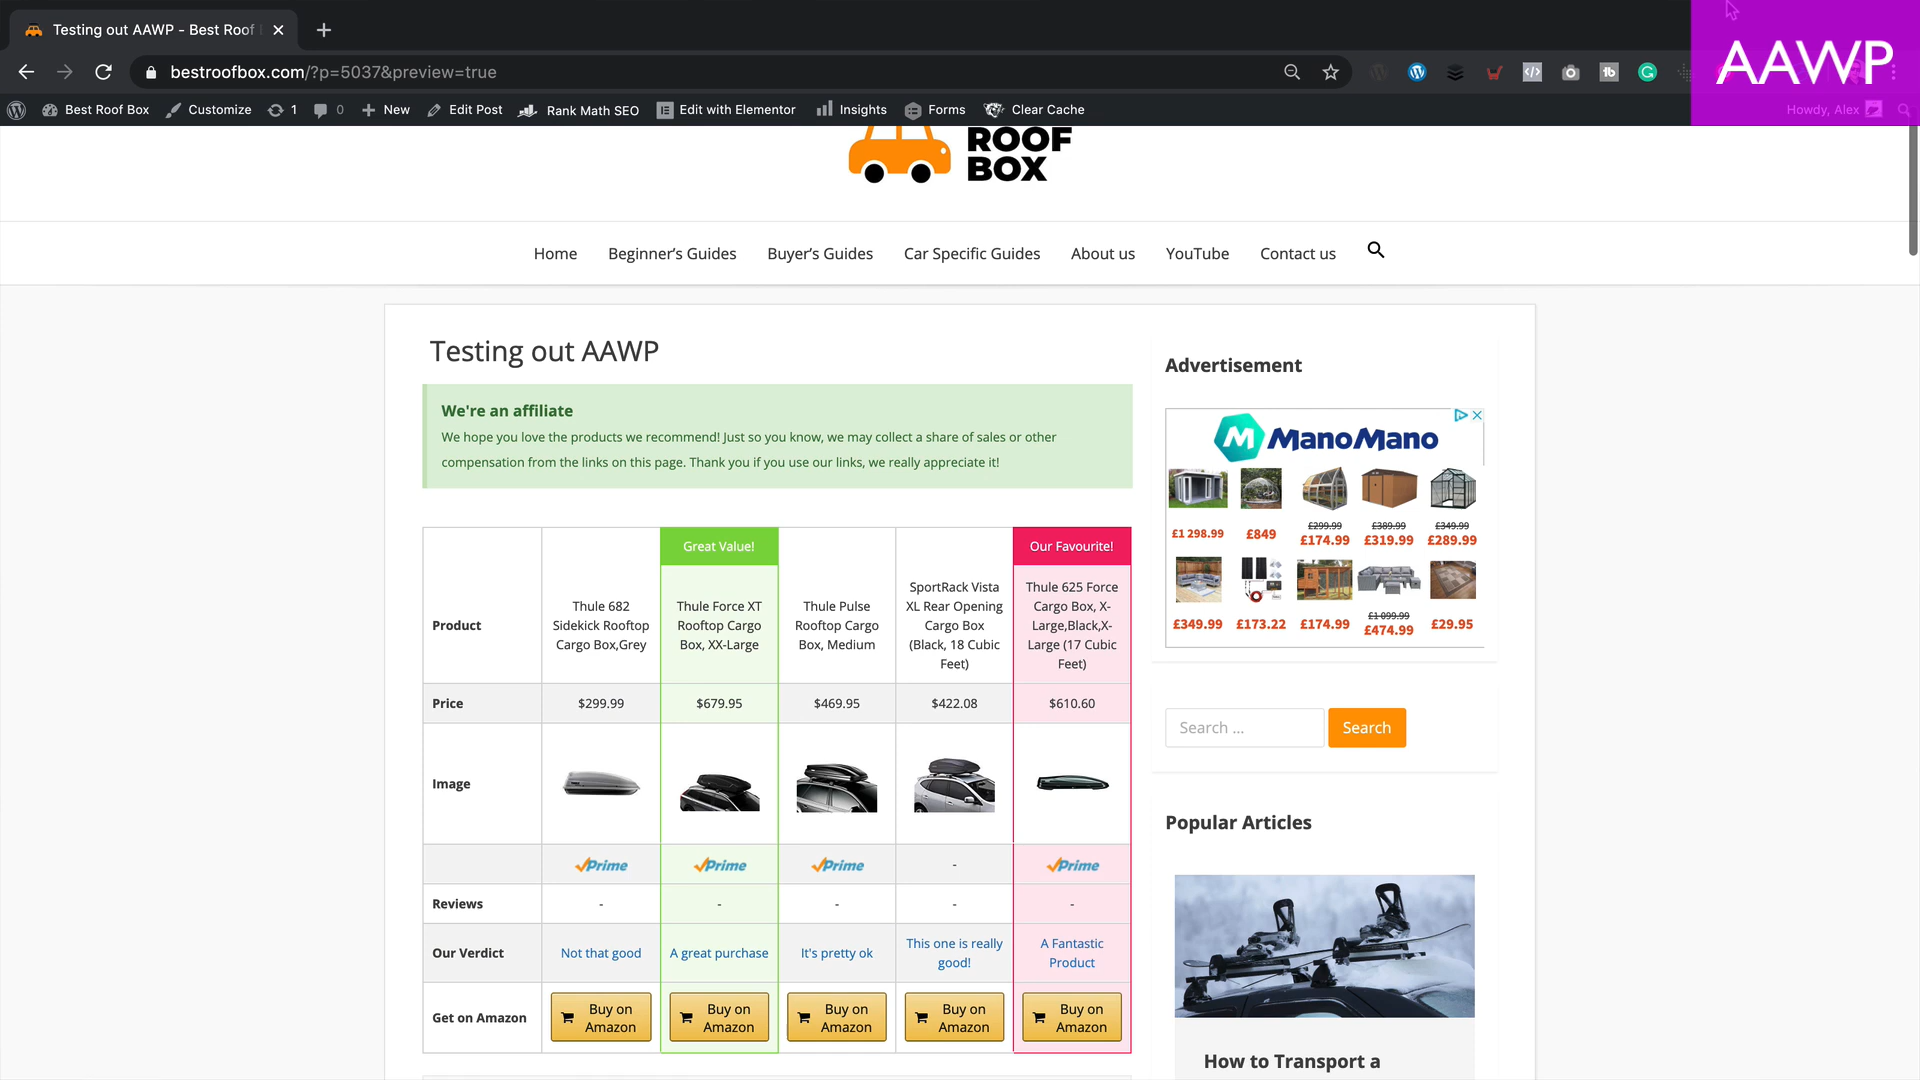 Testing out AAWP - Best Roof
bestroofbox.com/?p=5037&preview=true
AAWP
Best Roof Box Customize 1 0 New Edit Post Rank Math SEO Edit with Elementor Insights Forms Clear Cache Howdy, Alex
ROOF
BOX
Home Beginner’s Guides Buyer’s Guides Car Specific Guides About us YouTube Contact us
Testing out AAWP
We're an affiliate
We hope you love the products we recommend! Just so you know, we may collect a share of sales or other
compensation from the links on this page. Thank you if you use our links, we really appreciate it!
Great Value! Our Favourite!
Product
Thule 682
Sidekick Rooftop
Cargo Box,Grey
Thule Force XT
Rooftop Cargo
Box, XX-Large
Thule Pulse
Rooftop Cargo
Box, Medium
SportRack Vista
XL Rear Opening
Cargo Box
(Black, 18 Cubic
Feet)
Thule 625 Force
Cargo Box, X-
Large,Black,X-
Large (17 Cubic
Feet)
Price $299.99 $679.95 $469.95 $422.08 $610.60
Image
Prime Prime Prime - Prime
Reviews - - - - -
Our Verdict
Not that good
A great purchase
It's pretty ok
This one is really
good!
A Fantastic
Product
Get on Amazon
Buy on
Amazon
Buy on
Amazon
Buy on
Amazon
Buy on
Amazon
Buy on
Amazon
Advertisement
ManoMano
£299.99 £389.99 £349.99
£1 298.99 £849 £174.99 £319.99 £289.99
£1 099.99
£349.99 £173.22 £174.99 £474.99 £29.95
Search ...
Search
Popular Articles
How to Transport a